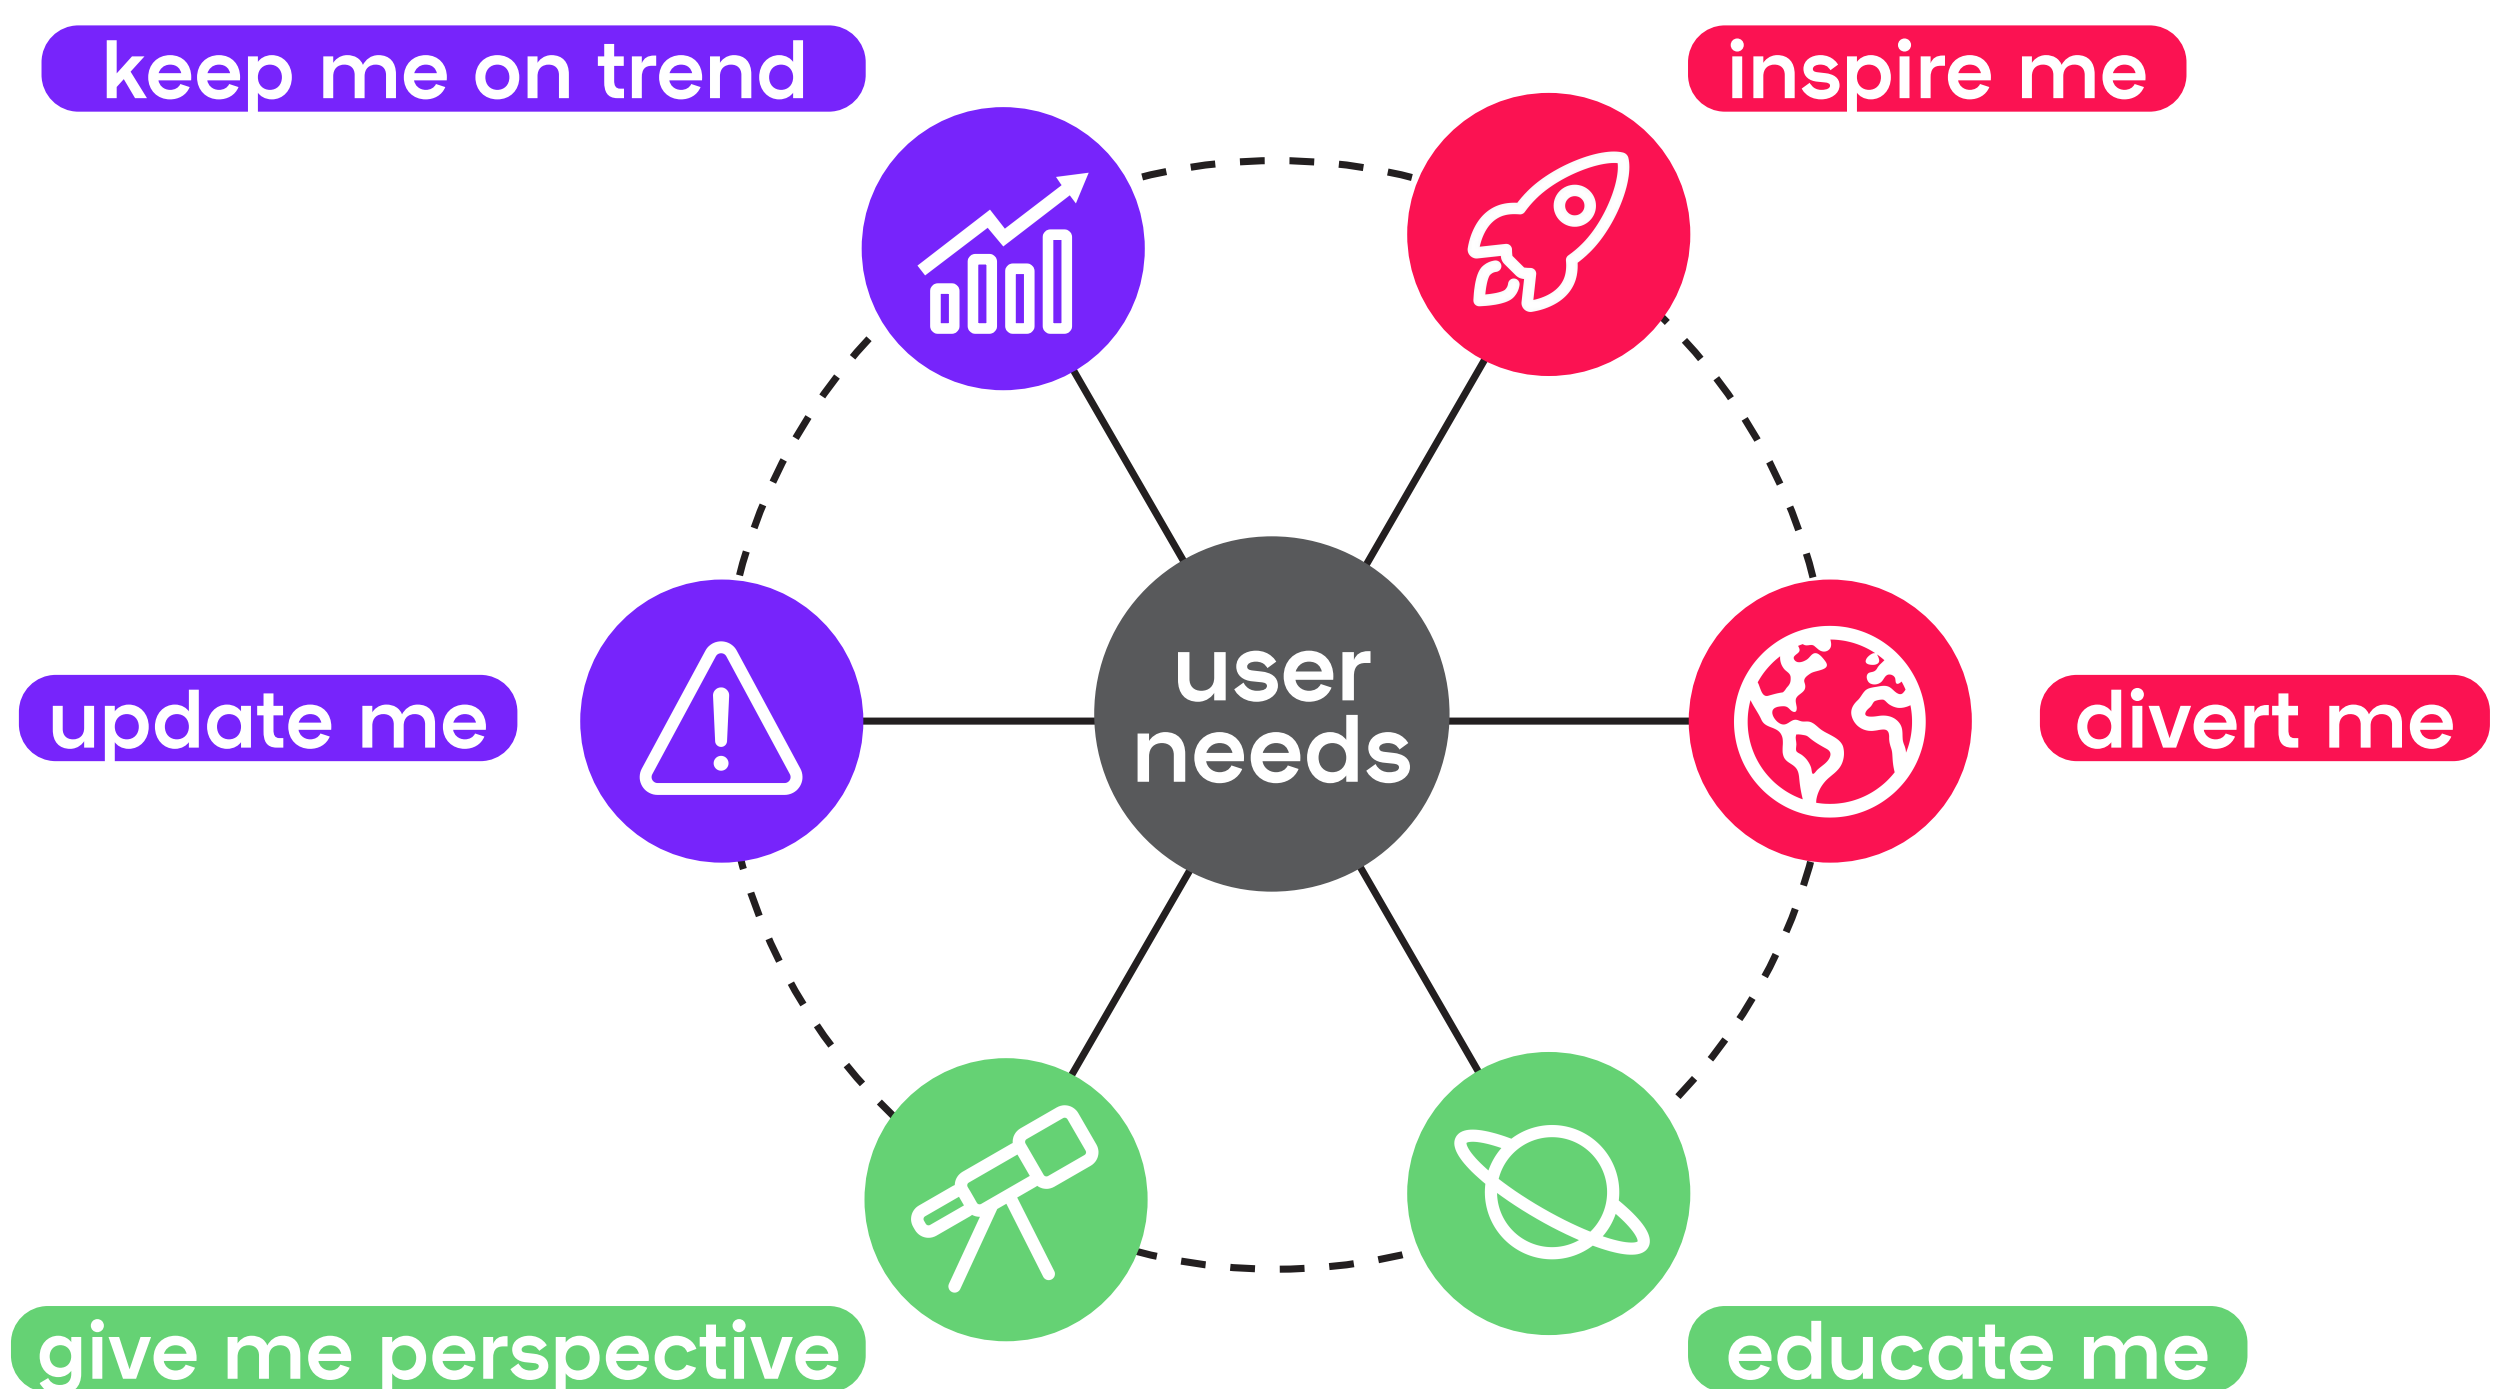 keep me on trend
inspire me
update me
user
needs
divert me
give me perspective
educate me